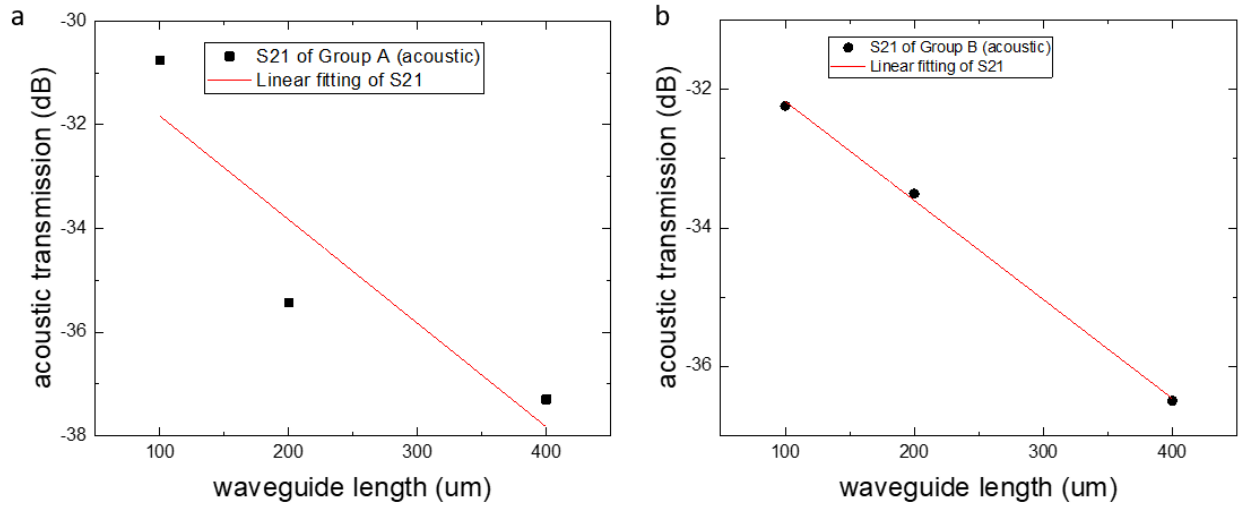 a
acoustic transmission (dB)
-30
-32
-34
-36
-38
S21 of Group A (acoustic)
Linear fitting of S21
100 200 300 400
waveguide length (um)
b
acoustic transmission (dB)
-32
-34
-36
S21 of Group B (acoustic)
Linear fitting of S21
100 200 300 400
waveguide length (um)